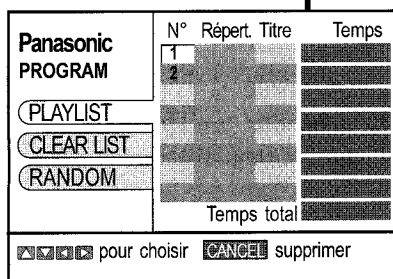 Panasonic
PROGRAM
PLAYLIST
CLEAR LIST
RANDOM
N° Répert. Titre Temps
1
2
Temps total
pour choisir CANCEL supprimer